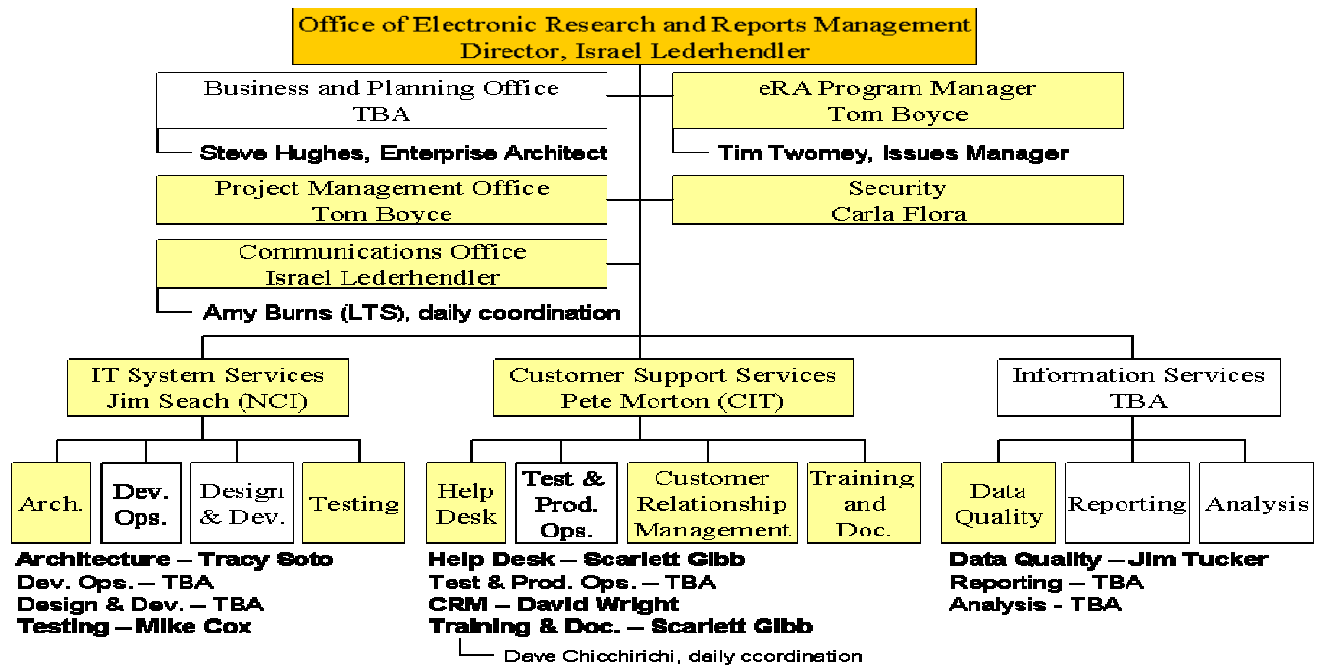 Office of Electronic Research and Reports Management
Director, Israel Lederhendler
Business and Planning Office
TBA
Steve Hughes, Enterprise Architect
eRA Program Manager
Tom Boyce
Tim Twomey, Issues Manager
Project Management Office
Tom Boyce
Security
Carla Flora
Communications Office
Israel Lederhendler
Amy Burns (LTS), daily coordination
IT System Services
Jim Seach (NCI)
Customer Support Services
Pete Morton (CIT)
Information Services
TBA
Arch.
Dev.
Ops.
Design
& Dev.
Testing
Help
Desk
Test &
Prod.
Ops.
Customer
Relationship
Management
Training
and
Doc.
Data
Quality
Reporting
Analysis
Architecture – Tracy Soto
Dev. Ops. – TBA
Design & Dev. – TBA
Testing – Mike Cox
Help Desk – Scarlett Gibb
Test & Prod. Ops. – TBA
CRM – David Wright
Training & Doc. – Scarlett Gibb
Dave Chicchirichi, daily coordination
Data Quality – Jim Tucker
Reporting – TBA
Analysis - TBA